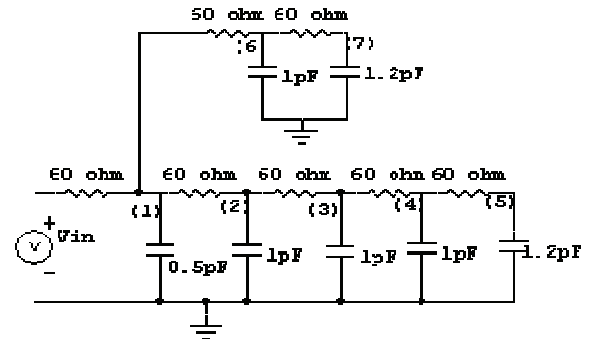 50 ohm 60 ohm
(6 (7)
1pF 1.2pF
60 ohm 60 ohm 60 ohm 60 ohm 60 ohm
(1) (2) (3) (4) (5)
+
V Vin
-
0.5pF 1pF 1pF 1pF 1.2pF